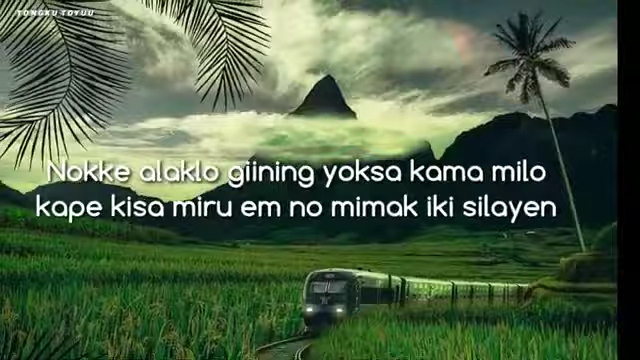 TONGKU TOYUU
Nokke alaklo giining yoksa kama milo
kape kisa miru em no mimak iki silayen